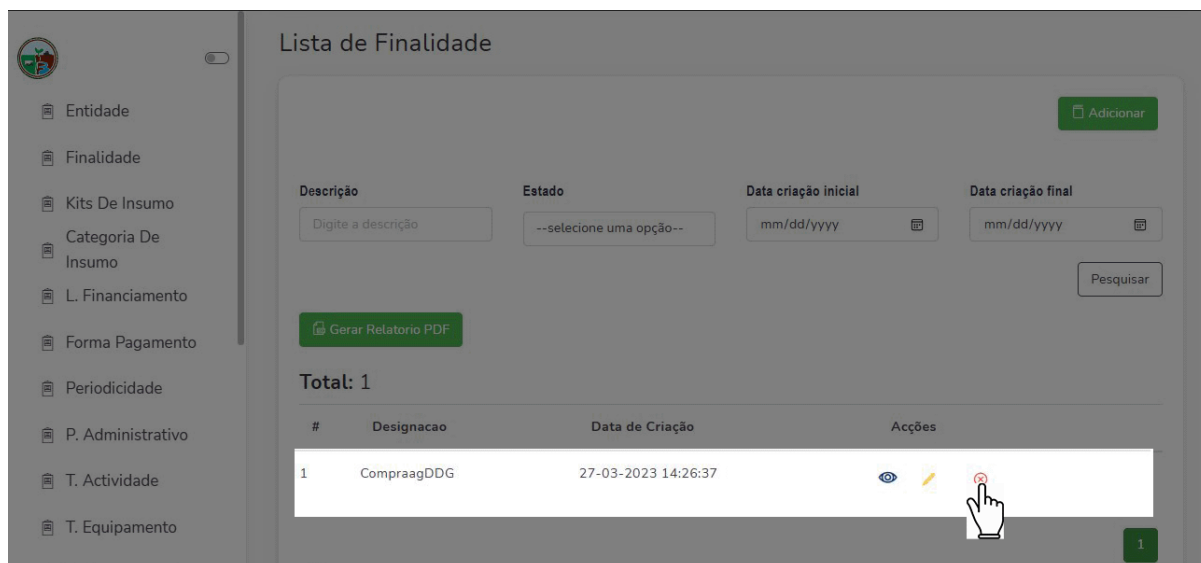 Lista de Finalidade
Entidade
Finalidade
Kits De Insumo
Categoria De
Insumo
L. Financiamento
Forma Pagamento
Periodicidade
P. Administrativo
T. Actividade
T. Equipamento
Adicionar
Descrição Estado Data criação inicial Data criação final
Digite a descrição --selecione uma opção-- mm/dd/yyyy mm/dd/yyyy
Pesquisar
Gerar Relatorio PDF
Total: 1
# Designacao Data de Criação Acções
1 CompraagDDG 27-03-2023 14:26:37
1